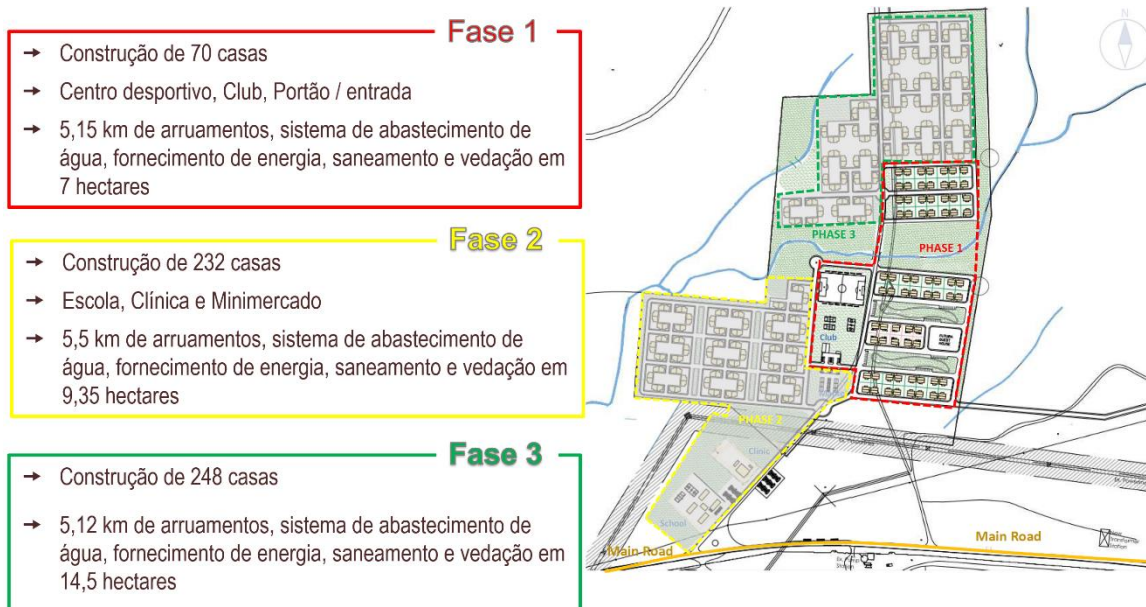 Fase 1
→ Construção de 70 casas
→ Centro desportivo, Club, Portão / entrada
→ 5,15 km de arruamentos, sistema de abastecimento de
água, fornecimento de energia, saneamento e vedação em
7 hectares
Fase 2
→ Construção de 232 casas
→ Escola, Clínica e Minimercado
→ 5,5 km de arruamentos, sistema de abastecimento de
água, fornecimento de energia, saneamento e vedação em
9,35 hectares
Fase 3
→ Construção de 248 casas
→ 5,12 km de arruamentos, sistema de abastecimento de
água, fornecimento de energia, saneamento e vedação em
14,5 hectares
N
PHASE 3
PHASE 1
Club
PHASE 2
Clinic
School
Main Road
Main Road